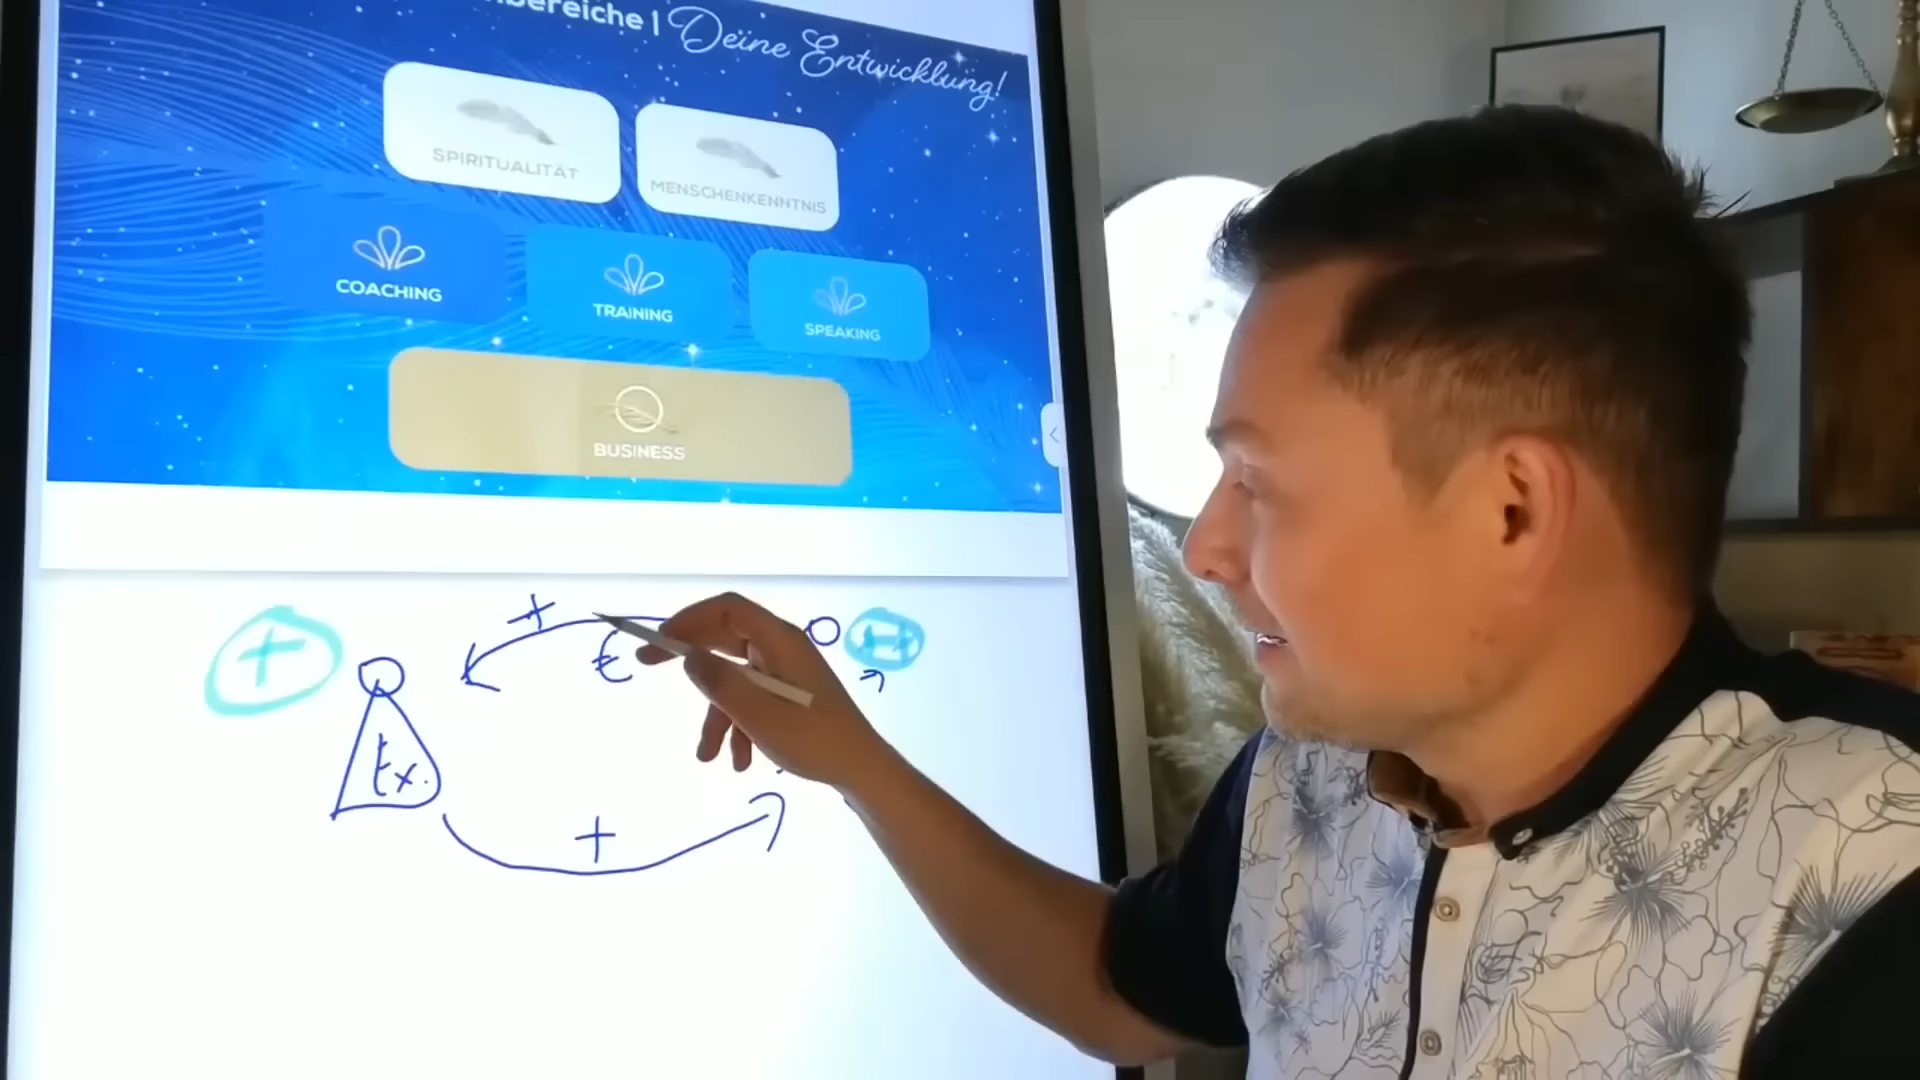 bereiche | Deine Entwicklung!
SPIRITUALITÄT
MENSCHENKENNTNIS
COACHING
TRAINING
SPEAKING
BUSINESS
+
+
€
Ex.
+